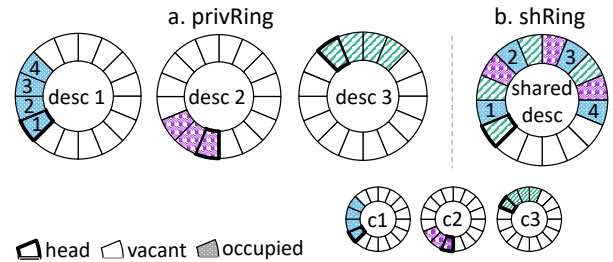 a. privRing
b. shRing
4
3
2
1
desc 1
desc 2
desc 3
1
2
3
4
shared
desc
c1
c2
c3
head
vacant
occupied